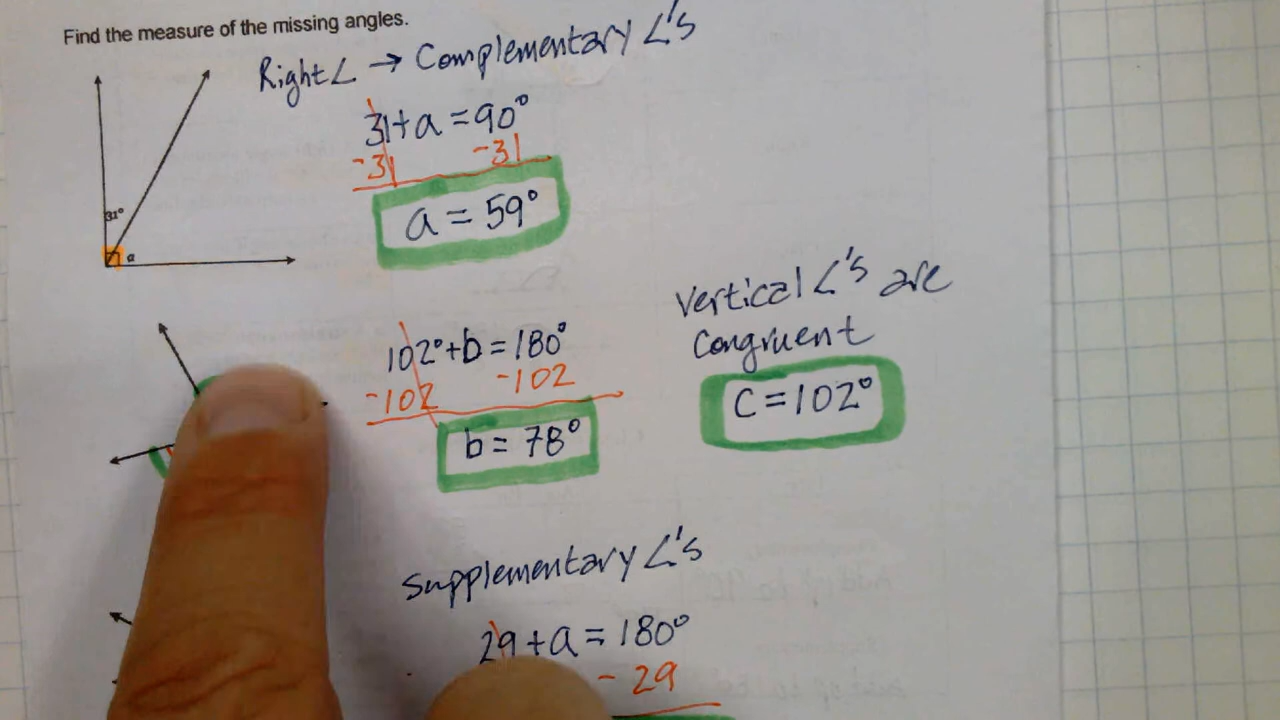 Find the measure of the missing angles.
Right∠ → Complementary ∠'s
31+a = 90°
-31 -31
a = 59°
31°
a
Vertical ∠'s are
Congruent
C = 102°
102°+b = 180°
-102 -102
b = 78°
Supplementary ∠'s
29+a = 180°
- 29